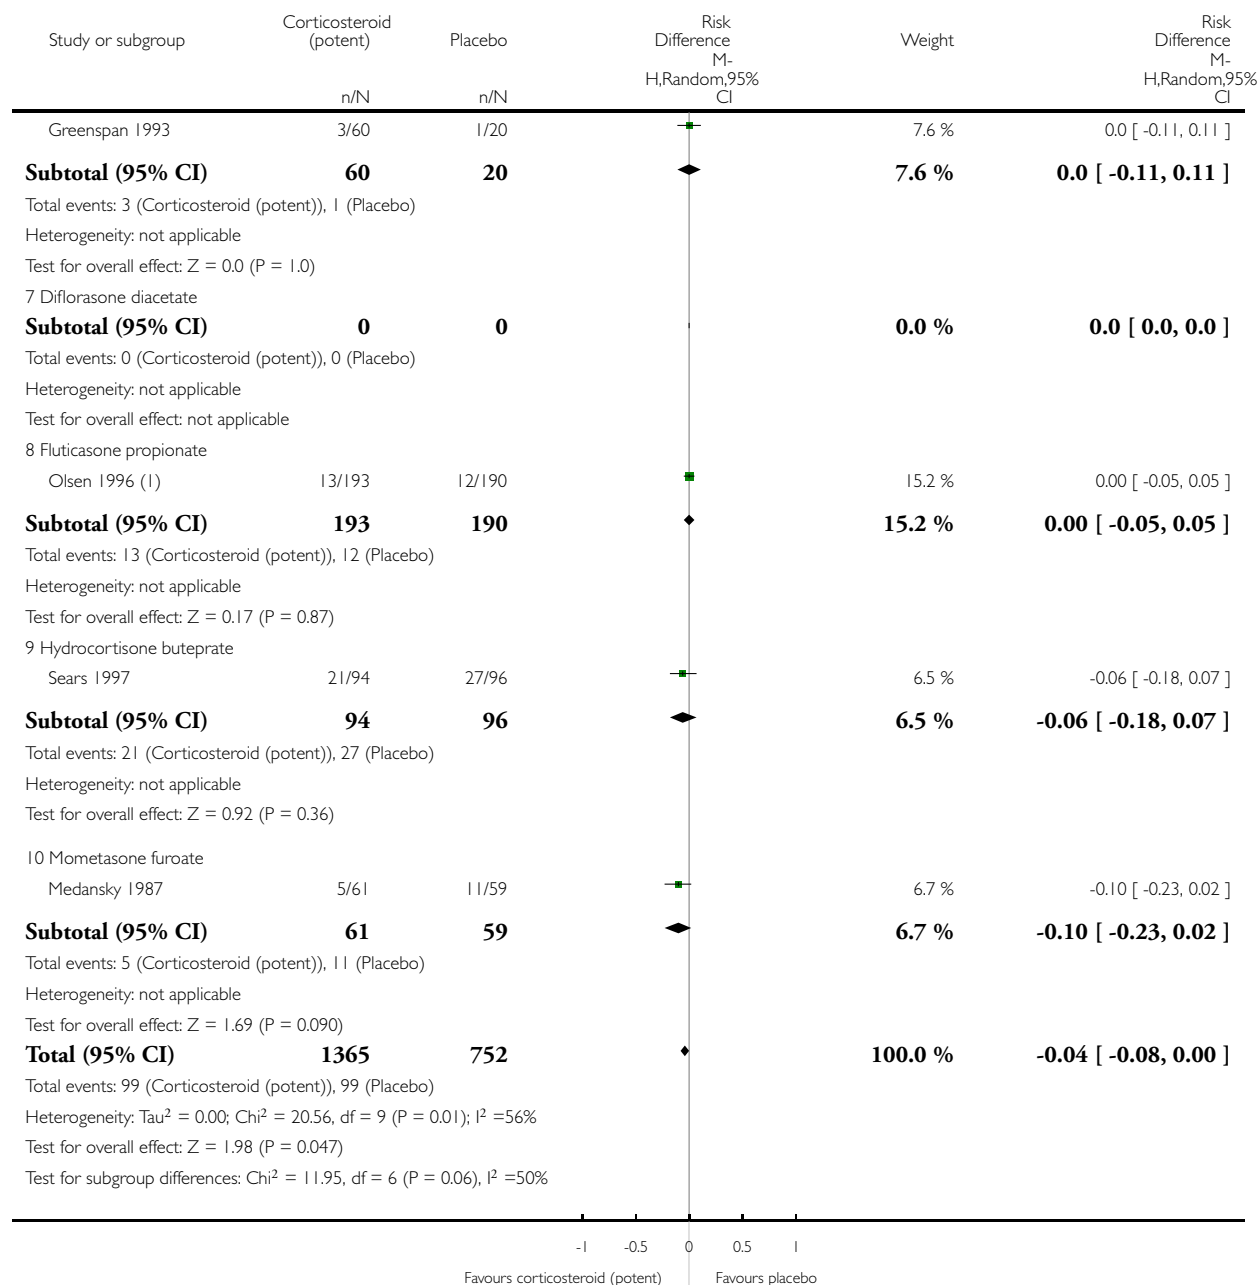 Study or subgroup Corticosteroid (potent) Placebo Risk Difference Weight Risk Difference
M-H,Random,95% CI M-H,Random,95% CI
n/N n/N
Greenspan 1993 3/60 1/20 7.6 % 0.0 [ -0.11, 0.11 ]
Subtotal (95% CI) 60 20 7.6 % 0.0 [ -0.11, 0.11 ]
Total events: 3 (Corticosteroid (potent)), 1 (Placebo)
Heterogeneity: not applicable
Test for overall effect: Z = 0.0 (P = 1.0)
7 Diflorasone diacetate
Subtotal (95% CI) 0 0 0.0 % 0.0 [ 0.0, 0.0 ]
Total events: 0 (Corticosteroid (potent)), 0 (Placebo)
Heterogeneity: not applicable
Test for overall effect: not applicable
8 Fluticasone propionate
Olsen 1996 (1) 13/193 12/190 15.2 % 0.00 [ -0.05, 0.05 ]
Subtotal (95% CI) 193 190 15.2 % 0.00 [ -0.05, 0.05 ]
Total events: 13 (Corticosteroid (potent)), 12 (Placebo)
Heterogeneity: not applicable
Test for overall effect: Z = 0.17 (P = 0.87)
9 Hydrocortisone buteprate
Sears 1997 21/94 27/96 6.5 % -0.06 [ -0.18, 0.07 ]
Subtotal (95% CI) 94 96 6.5 % -0.06 [ -0.18, 0.07 ]
Total events: 21 (Corticosteroid (potent)), 27 (Placebo)
Heterogeneity: not applicable
Test for overall effect: Z = 0.92 (P = 0.36)
10 Mometasone furoate
Medansky 1987 5/61 11/59 6.7 % -0.10 [ -0.23, 0.02 ]
Subtotal (95% CI) 61 59 6.7 % -0.10 [ -0.23, 0.02 ]
Total events: 5 (Corticosteroid (potent)), 11 (Placebo)
Heterogeneity: not applicable
Test for overall effect: Z = 1.69 (P = 0.090)
Total (95% CI) 1365 752 100.0 % -0.04 [ -0.08, 0.00 ]
Total events: 99 (Corticosteroid (potent)), 99 (Placebo)
Heterogeneity: Tau² = 0.00; Chi² = 20.56, df = 9 (P = 0.01); I² =56%
Test for overall effect: Z = 1.98 (P = 0.047)
Test for subgroup differences: Chi² = 11.95, df = 6 (P = 0.06), I² =50%
-1 -0.5 0 0.5 1
Favours corticosteroid (potent) Favours placebo